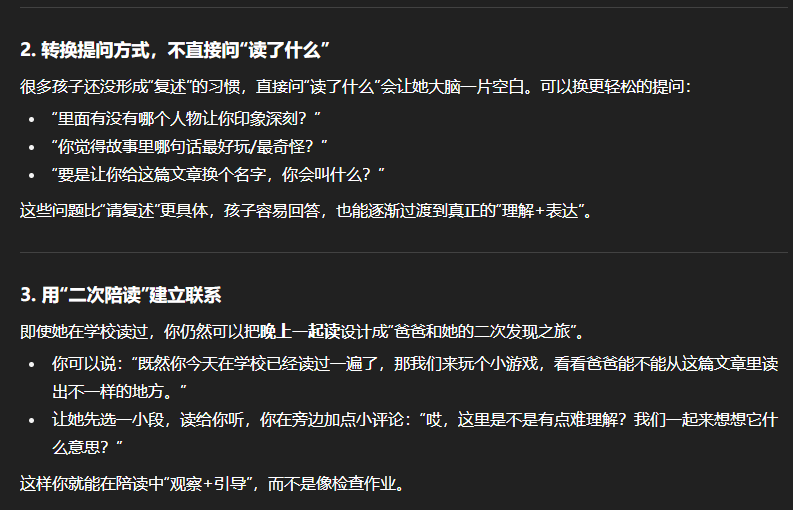 2. 转换提问方式，不直接问“读了什么”
很多孩子还没形成“复述”的习惯，直接问“读了什么”会让她大脑一片空白。可以换更轻松的提问：
• “里面有没有哪个人物让你印象深刻？”
• “你觉得故事里哪句话最好玩/最奇怪？”
• “要是让你给这篇文章换个名字，你会叫什么？”
这些问题比“请复述”更具体，孩子容易回答，也能逐渐过渡到真正的“理解+表达”。
3. 用“二次陪读”建立联系
即使她在学校读过，你仍然可以把晚上一起读设计成“爸爸和她的二次发现之旅”。
• 你可以说：“既然你今天在学校已经读过一遍了，那我们来玩个小游戏，看看爸爸能不能从这篇文章里读
出不一样的地方。”
• 让她先选一小段，读给你听，你在旁边加点小评论：“哎，这里是不是有点难理解？我们一起来想想它什
么意思？”
这样你就能在陪读中“观察+引导”，而不是像检查作业。